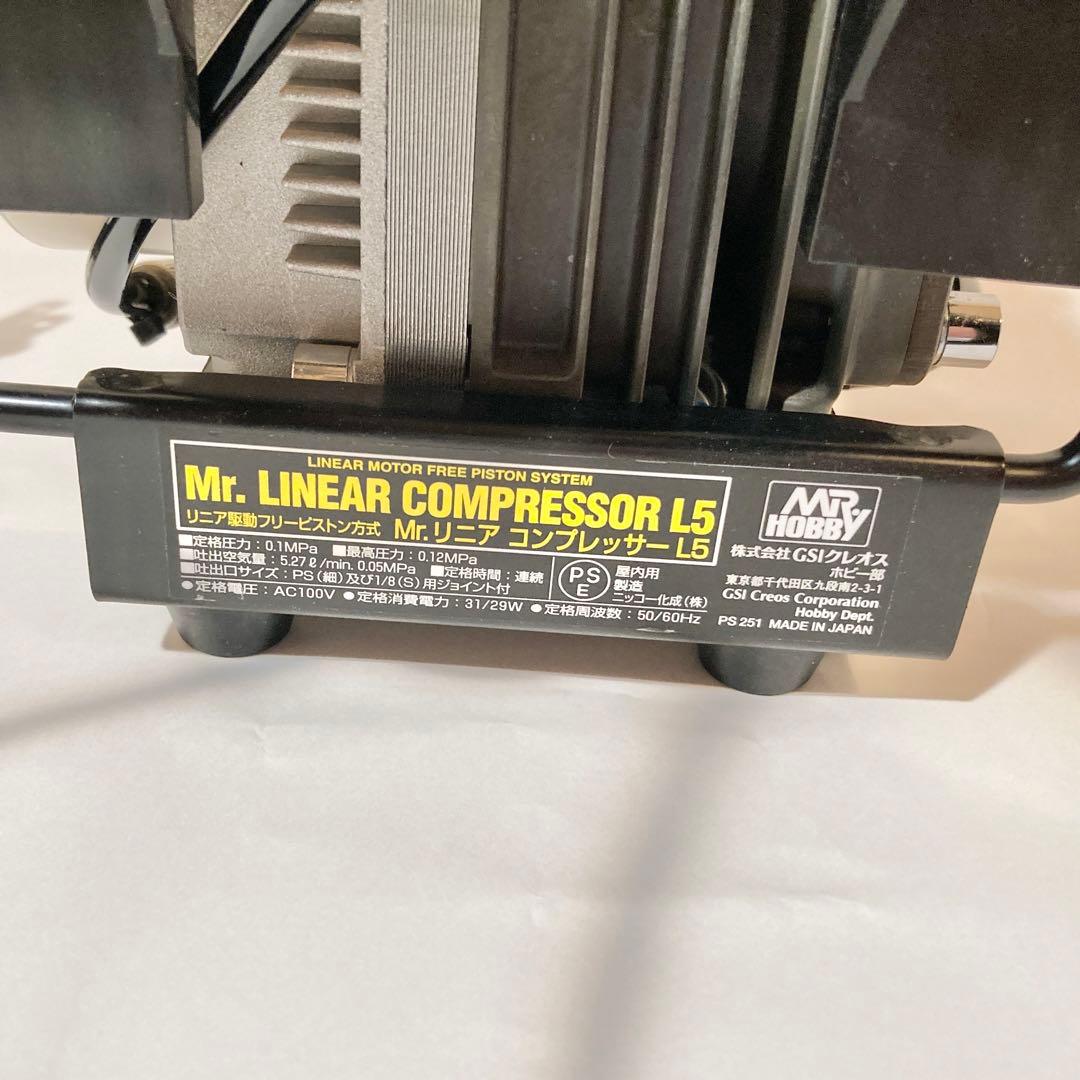 LINEAR MOTOR FREE PISTON SYSTEM
Mr. LINEAR COMPRESSOR L5
リニア駆動フリーピストン方式 Mr.リニア コンプレッサー L5
■定格圧力：0.1MPa ■最高圧力：0.12MPa
■吐出空気量：5.27ℓ/min. 0.05MPa ■定格時間：連続
■吐出口サイズ：PS（細）及び1/8（S）用ジョイント付
●定格電圧：AC100V ●定格消費電力：31/29W ●定格周波数：50/60Hz
PS
E
屋内用
製造
ニッコー化成（株）
MR.
HOBBY
株式会社GSIクレオス
ホビー部
東京都千代田区九段南2-3-1
GSI Creos Corporation
Hobby Dept.
PS 251 MADE IN JAPAN